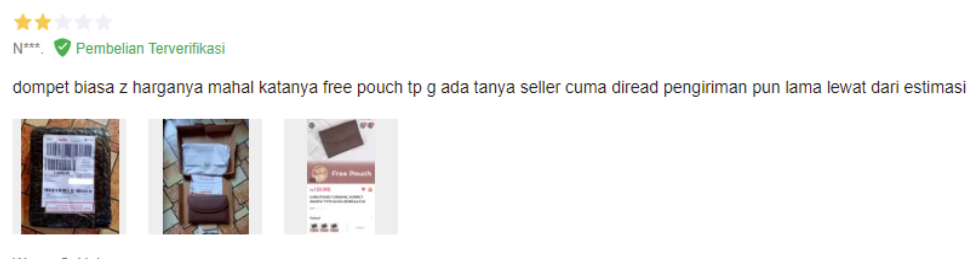 N***. Pembelian Terverifikasi
dompet biasa z harganya mahal katanya free pouch tp g ada tanya seller cuma diread pengiriman pun lama lewat dari estimasi
Free Pouch